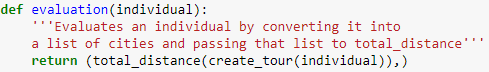 def evaluation(individual):
    '''Evaluates an individual by converting it into
    a list of cities and passing that list to total_distance'''
    return (total_distance(create_tour(individual)),)